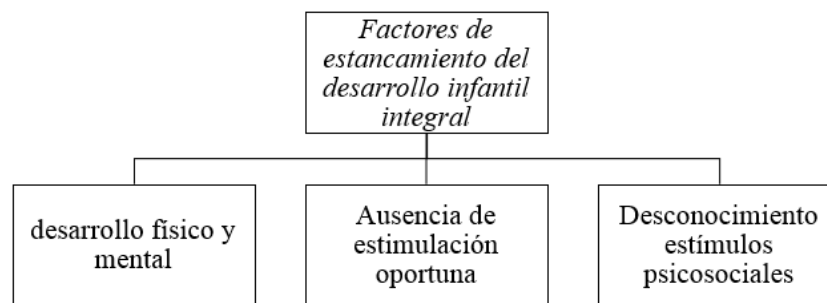 Factores de
estancamiento del
desarrollo infantil
integral
desarrollo físico y
mental
Ausencia de
estimulación
oportuna
Desconocimiento
estímulos
psicosociales